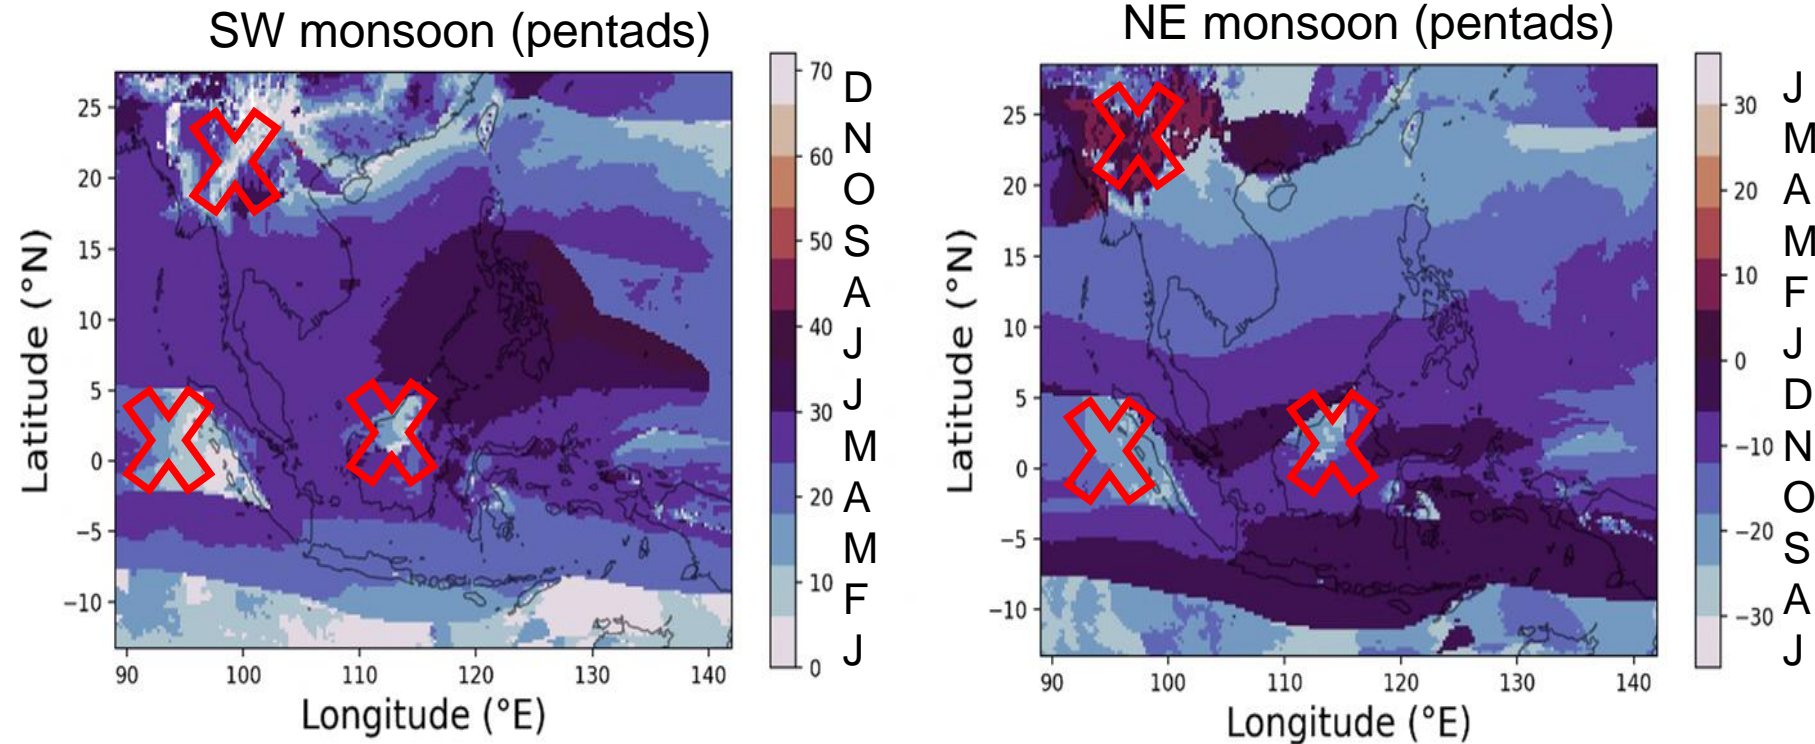 SW monsoon (pentads)
25
20
15
10
5
0
−5
−10
90 100 110 120 130 140
Latitude (°N)
Longitude (°E)
70
60
50
40
30
20
10
0
D
N
O
S
A
J
J
M
A
M
F
J
NE monsoon (pentads)
25
20
15
10
5
0
−5
−10
90 100 110 120 130 140
Latitude (°N)
Longitude (°E)
30
20
10
0
−10
−20
−30
J
M
A
M
F
J
D
N
O
S
A
J